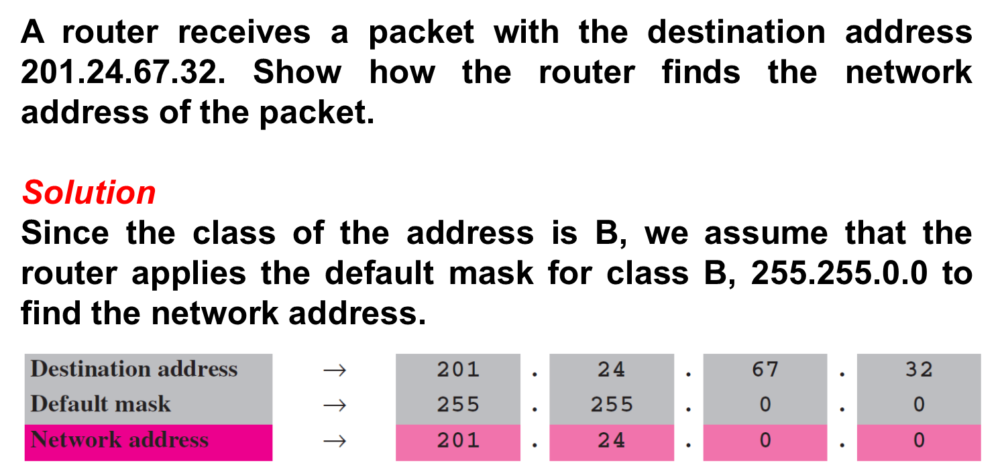 A router receives a packet with the destination address
201.24.67.32. Show how the router finds the network
address of the packet.
Solution
Since the class of the address is B, we assume that the
router applies the default mask for class B, 255.255.0.0 to
find the network address.
Destination address → 201 . 24 . 67 . 32
Default mask → 255 . 255 . 0 . 0
Network address → 201 . 24 . 0 . 0